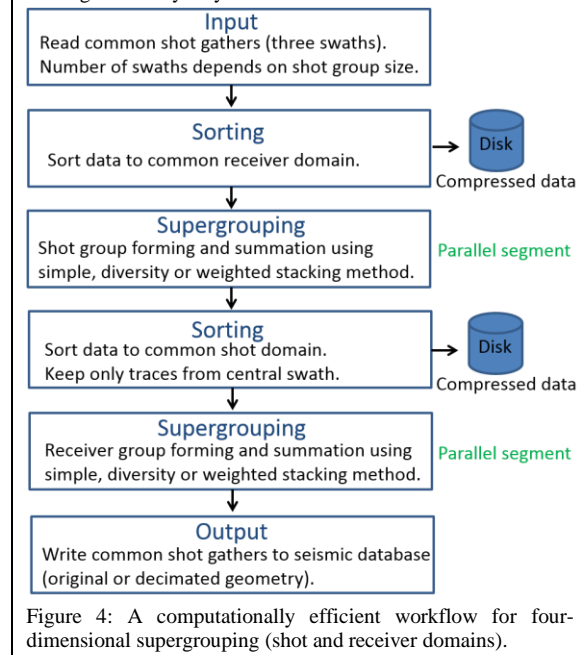 Input
Read common shot gathers (three swaths).
Number of swaths depends on shot group size.
Sorting
Sort data to common receiver domain.
Disk
Compressed data
Supergrouping
Shot group forming and summation using
simple, diversity or weighted stacking method.
Parallel segment
Sorting
Sort data to common shot domain.
Keep only traces from central swath.
Disk
Compressed data
Supergrouping
Receiver group forming and summation using
simple, diversity or weighted stacking method.
Parallel segment
Output
Write common shot gathers to seismic database
(original or decimated geometry).
Figure 4: A computationally efficient workflow for four-
dimensional supergrouping (shot and receiver domains).